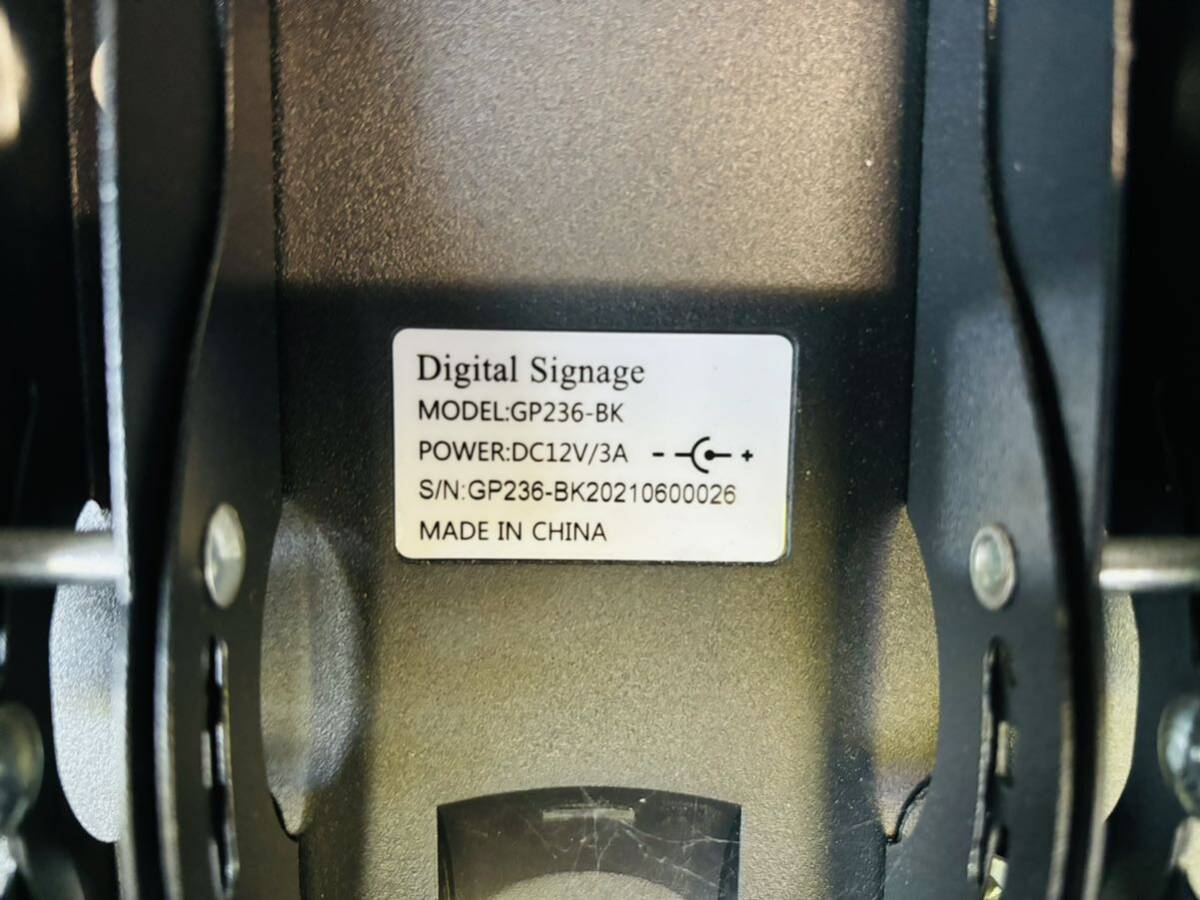 Digital Signage
MODEL:GP236-BK
POWER:DC12V/3A - +
S/N:GP236-BK20210600026
MADE IN CHINA